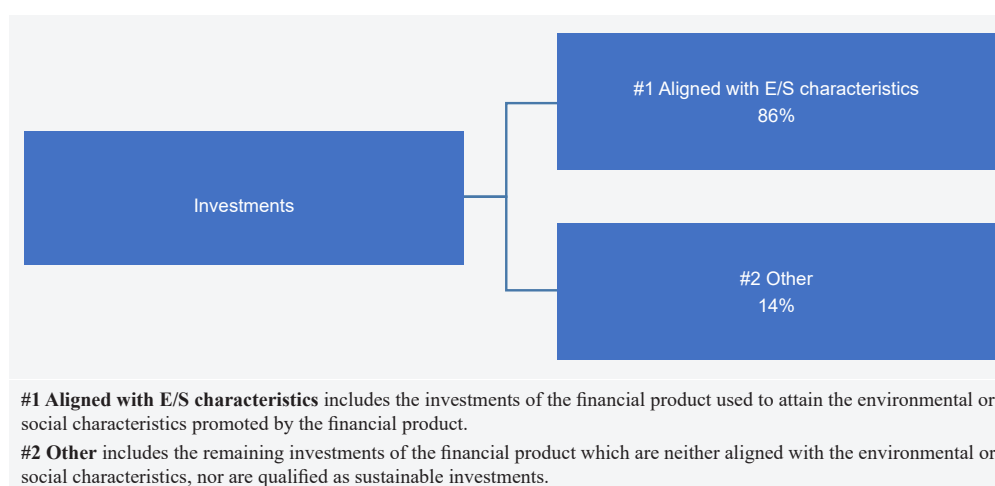 #1 Aligned with E/S characteristics
86%
Investments
#2 Other
14%
#1 Aligned with E/S characteristics includes the investments of the financial product used to attain the environmental or
social characteristics promoted by the financial product.
#2 Other includes the remaining investments of the financial product which are neither aligned with the environmental or
social characteristics, nor are qualified as sustainable investments.